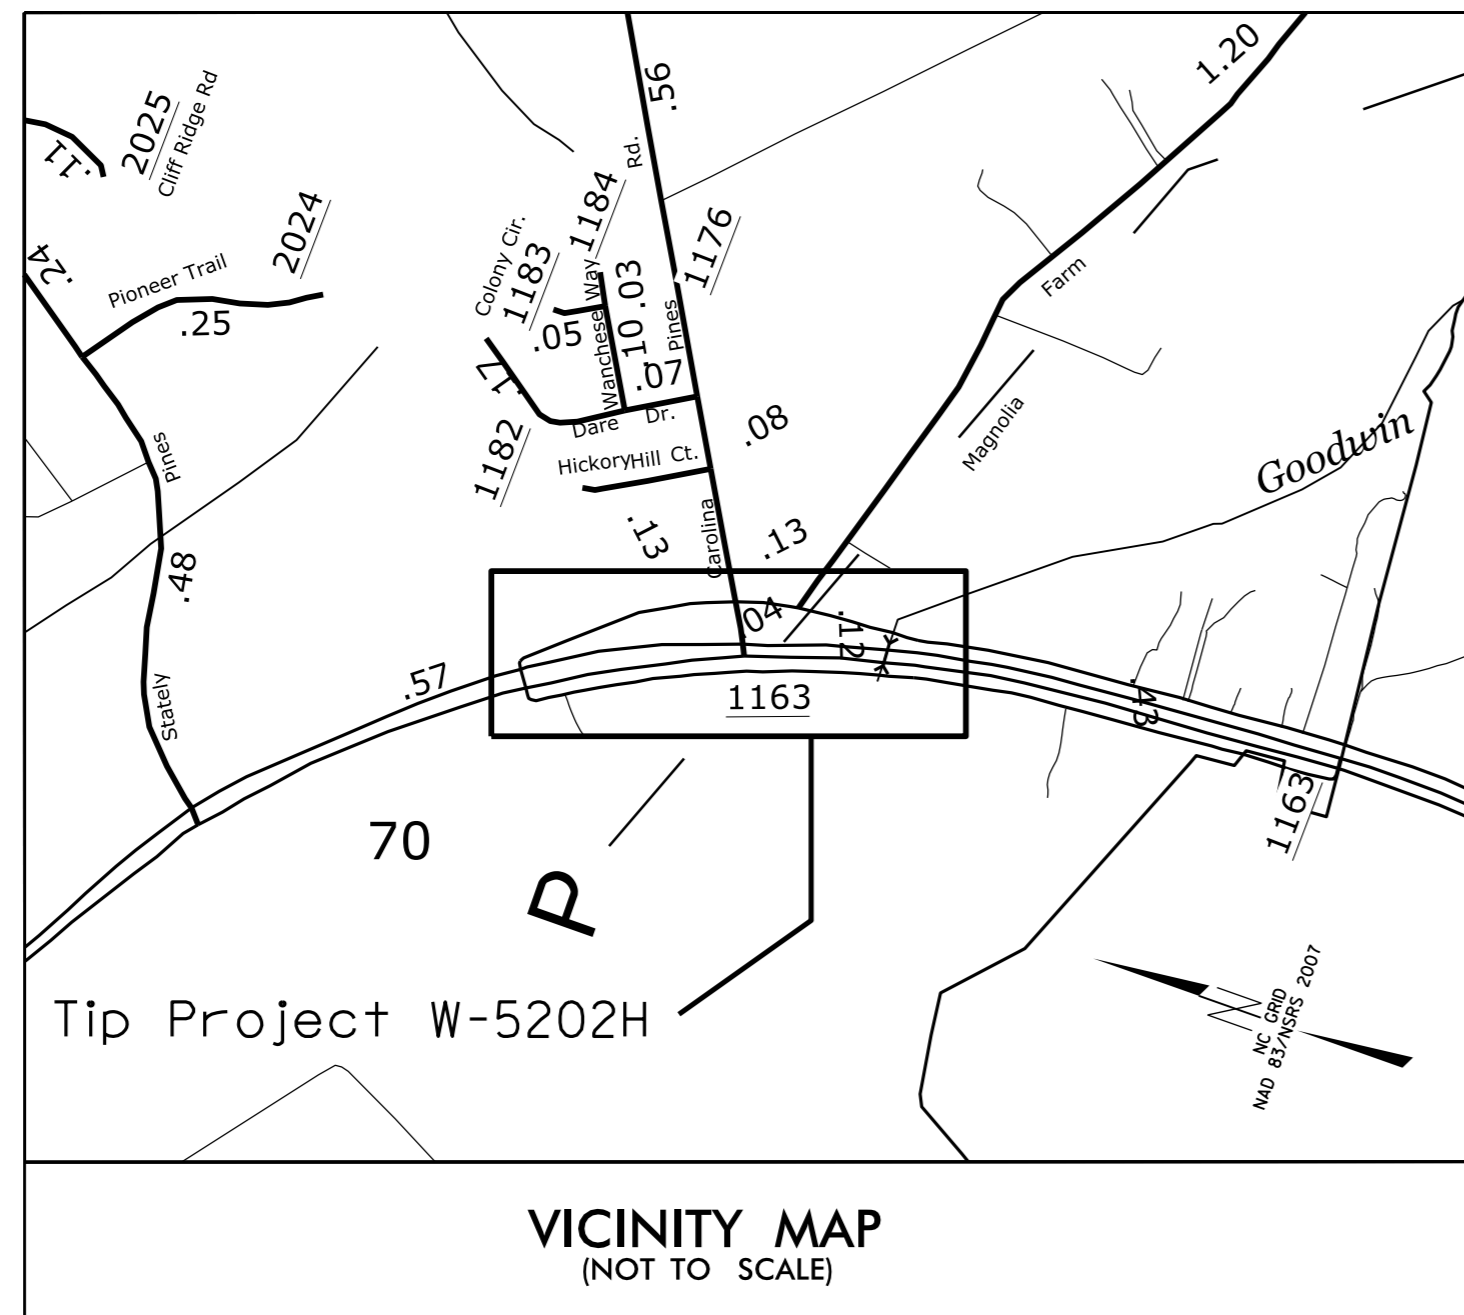 .56
1.20
2025
Cliff Ridge Rd
.11
2024
.24
Pioneer Trail
.25
Rd.
1184
1176
Colony Cir.
1183
Wanchese Way
.03
.10
.05
Pines
.07
.17
Dare Dr.
1182
Hickory Hill Ct.
.08
.13
.13
Carolina
Farm
Magnolia
Goodwin
Pines
.48
Stately
.57
.04
.12
1163
.43
1163
70
P
Tip Project W-5202H
NC GRID
NAD 83/NSRS 2007
VICINITY MAP
(NOT TO SCALE)